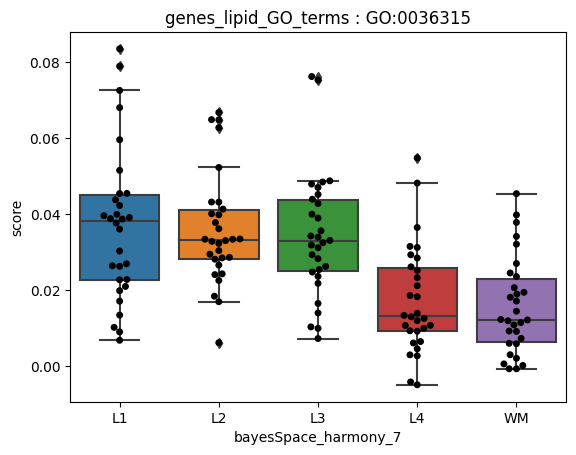 genes_lipid_GO_terms : GO:0036315
0.08
0.06
0.04
0.02
0.00
score
L1 L2 L3 L4 WM
bayesSpace_harmony_7